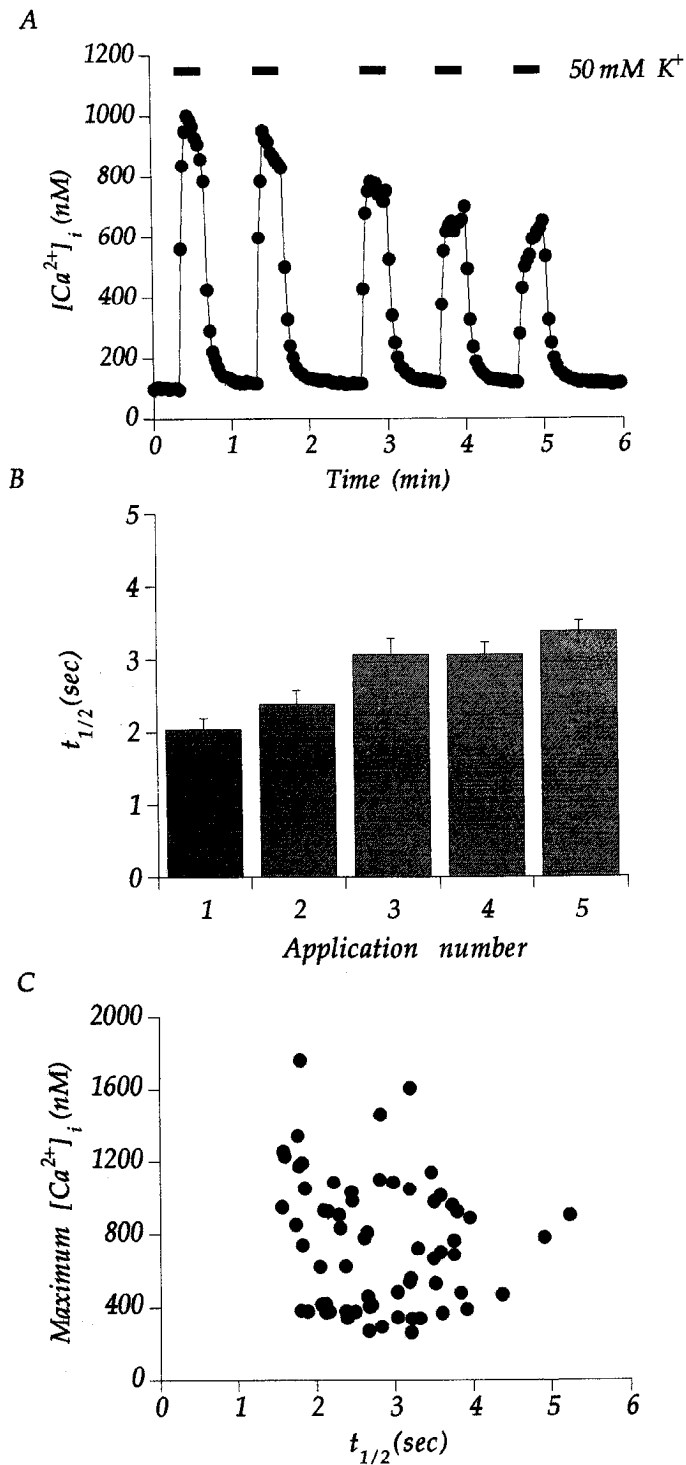 A
1200
1000
800
600
400
200
0
[Ca²⁺]ᵢ (nM)
50 mM K⁺
0 1 2 3 4 5 6
Time (min)
B
5
4
3
2
1
0
t₁/₂(sec)
1 2 3 4 5
Application number
C
2000
1600
1200
800
400
0
Maximum [Ca²⁺]ᵢ (nM)
0 1 2 3 4 5 6
t₁/₂(sec)